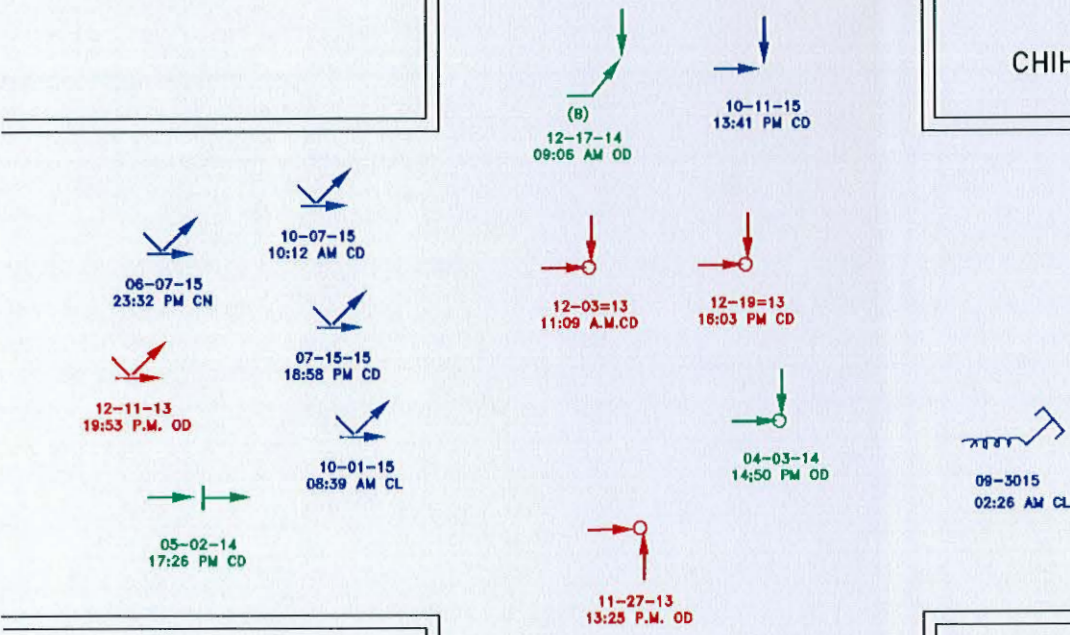 CHIH
(B)
12-17-14
09:06 AM OD
10-11-15
13:41 PM CD
10-07-15
10:12 AM CD
06-07-15
23:32 PM CN
12-03=13
11:09 A.M.CD
12-19=13
16:03 PM CD
07-15-15
18:58 PM CD
12-11-13
19:53 P.M. OD
04-03-14
14;50 PM OD
10-01-15
08:39 AM CL
09-3015
02:26 AM CL
05-02-14
17:26 PM CD
11-27-13
13:25 P.M. OD